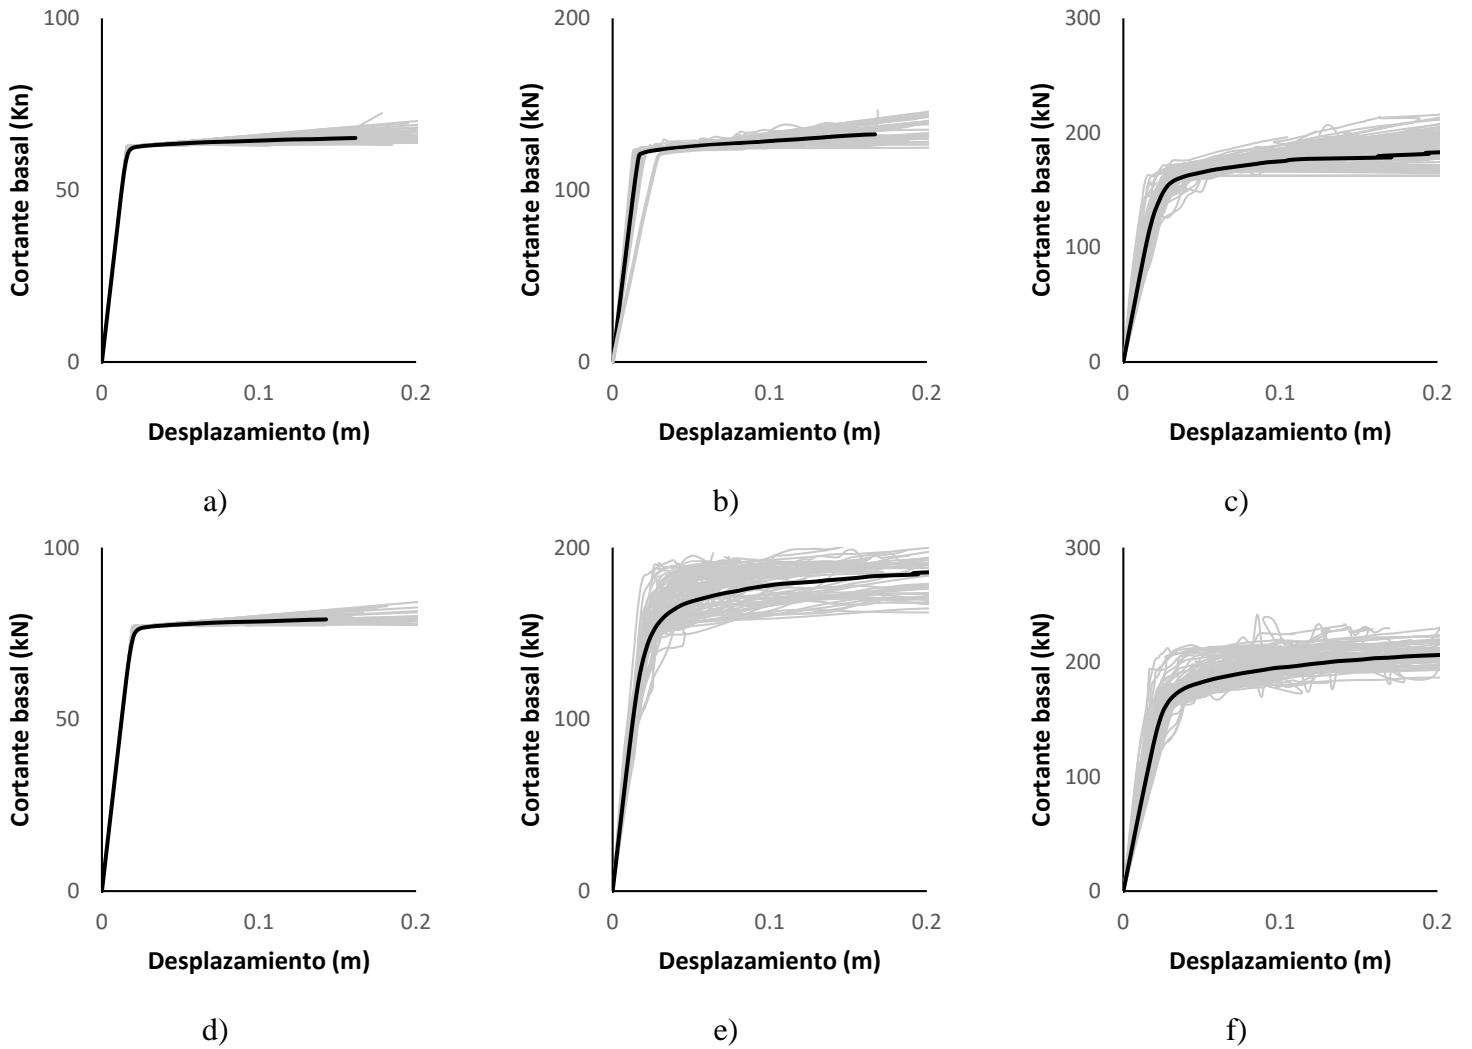 100
50
0
0
0.1
0.2
Cortante basal (Kn)
Desplazamiento (m)
a)
200
100
0
0
0.1
0.2
Cortante basal (kN)
Desplazamiento (m)
b)
300
200
100
0
0
0.1
0.2
Cortante basal (kN)
Desplazamiento (m)
c)
100
50
0
0
0.1
0.2
Cortante basal (kN)
Desplazamiento (m)
d)
200
100
0
0
0.1
0.2
Cortante basal (kN)
Desplazamiento (m)
e)
300
200
100
0
0
0.1
0.2
Cortante basal (kN)
Desplazamiento (m)
f)